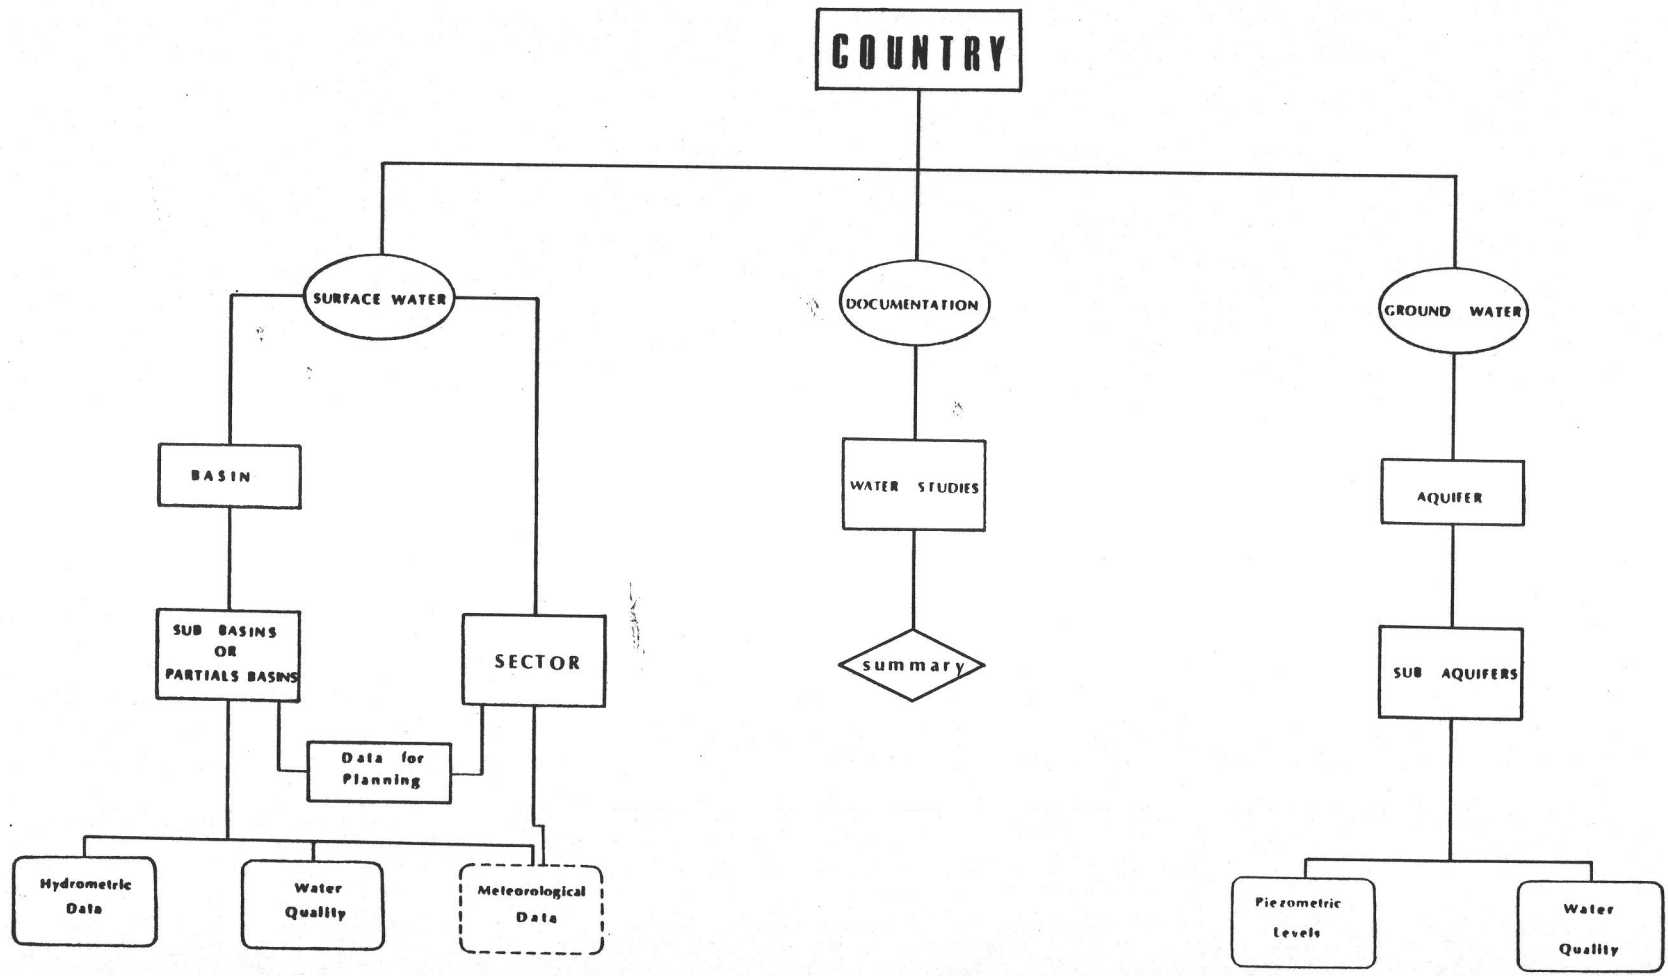 COUNTRY
SURFACE WATER
DOCUMENTATION
GROUND WATER
BASIN
WATER STUDIES
AQUIFER
SUB BASINS
OR
PARTIALS BASINS
SECTOR
summary
SUB AQUIFERS
Data for
Planning
Hydrometric
Data
Water
Quality
Meteorological
Data
Piezometric
Levels
Water
Quality